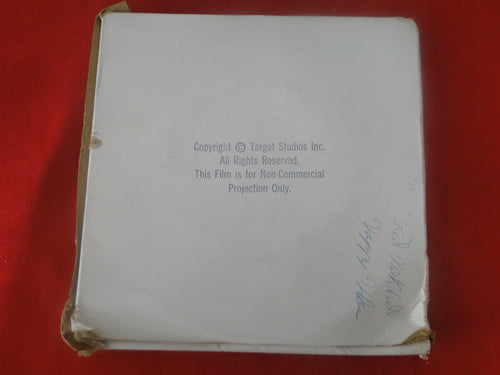 Copyright © Target Studios Inc.
All Rights Reserved.
This Film is for Non-Commercial
Projection Only.